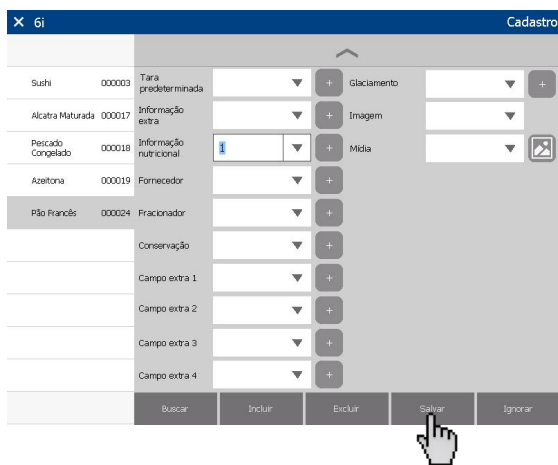 ✕ 6i Cadastro
Sushi 000003
Alcatra Maturada 000017
Pescado
Congelado 000018
Azeitona 000019
Pão Francês 000024
Tara
predeterminada
Informação
extra
Informação
nutricional 1
Fornecedor
Fracionador
Conservação
Campo extra 1
Campo extra 2
Campo extra 3
Campo extra 4
Glaciamento
Imagem
Mídia
Buscar Incluir Excluir Salvar Ignorar